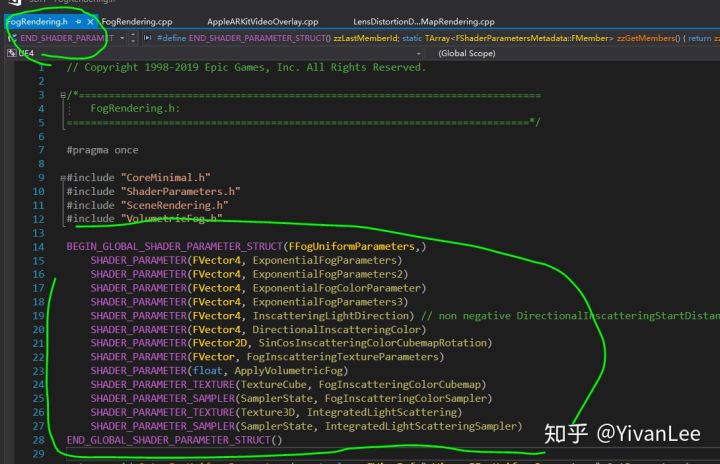 FogRendering.h
FogRendering.cpp
AppleARKitVideoOverlay.cpp
LensDistortionD
MapRendering.cpp
END_SHADER_PARAMET
#define END_SHADER_PARAMETER_STRUCT() zzLastMemberId; static TArray<FShaderParametersMetadata::FMember> zzGetMembers() { return zz
UE4
(Global Scope)
1 // Copyright 1998-2019 Epic Games, Inc. All Rights Reserved.
2
3 /*=============================================================================
4 FogRendering.h:
5 =============================================================================*/
6
7 #pragma once
8
9 #include "CoreMinimal.h"
10 #include "ShaderParameters.h"
11 #include "SceneRendering.h"
12 #include "VolumetricFog.h"
13
14 BEGIN_GLOBAL_SHADER_PARAMETER_STRUCT(FFogUniformParameters,)
15 SHADER_PARAMETER(FVector4, ExponentialFogParameters)
16 SHADER_PARAMETER(FVector4, ExponentialFogParameters2)
17 SHADER_PARAMETER(FVector4, ExponentialFogColorParameter)
18 SHADER_PARAMETER(FVector4, ExponentialFogParameters3)
19 SHADER_PARAMETER(FVector4, InscatteringLightDirection) // non negative DirectionalInscatteringStartDistan
20 SHADER_PARAMETER(FVector4, DirectionalInscatteringColor)
21 SHADER_PARAMETER(FVector2D, SinCosInscatteringColorCubemapRotation)
22 SHADER_PARAMETER(FVector, FogInscatteringTextureParameters)
23 SHADER_PARAMETER(float, ApplyVolumetricFog)
24 SHADER_PARAMETER_TEXTURE(TextureCube, FogInscatteringColorCubemap)
25 SHADER_PARAMETER_SAMPLER(SamplerState, FogInscatteringColorSampler)
26 SHADER_PARAMETER_TEXTURE(Texture3D, IntegratedLightScattering)
27 SHADER_PARAMETER_SAMPLER(SamplerState, IntegratedLightScatteringSampler)
28 END_GLOBAL_SHADER_PARAMETER_STRUCT()
29
知乎 @YivanLee